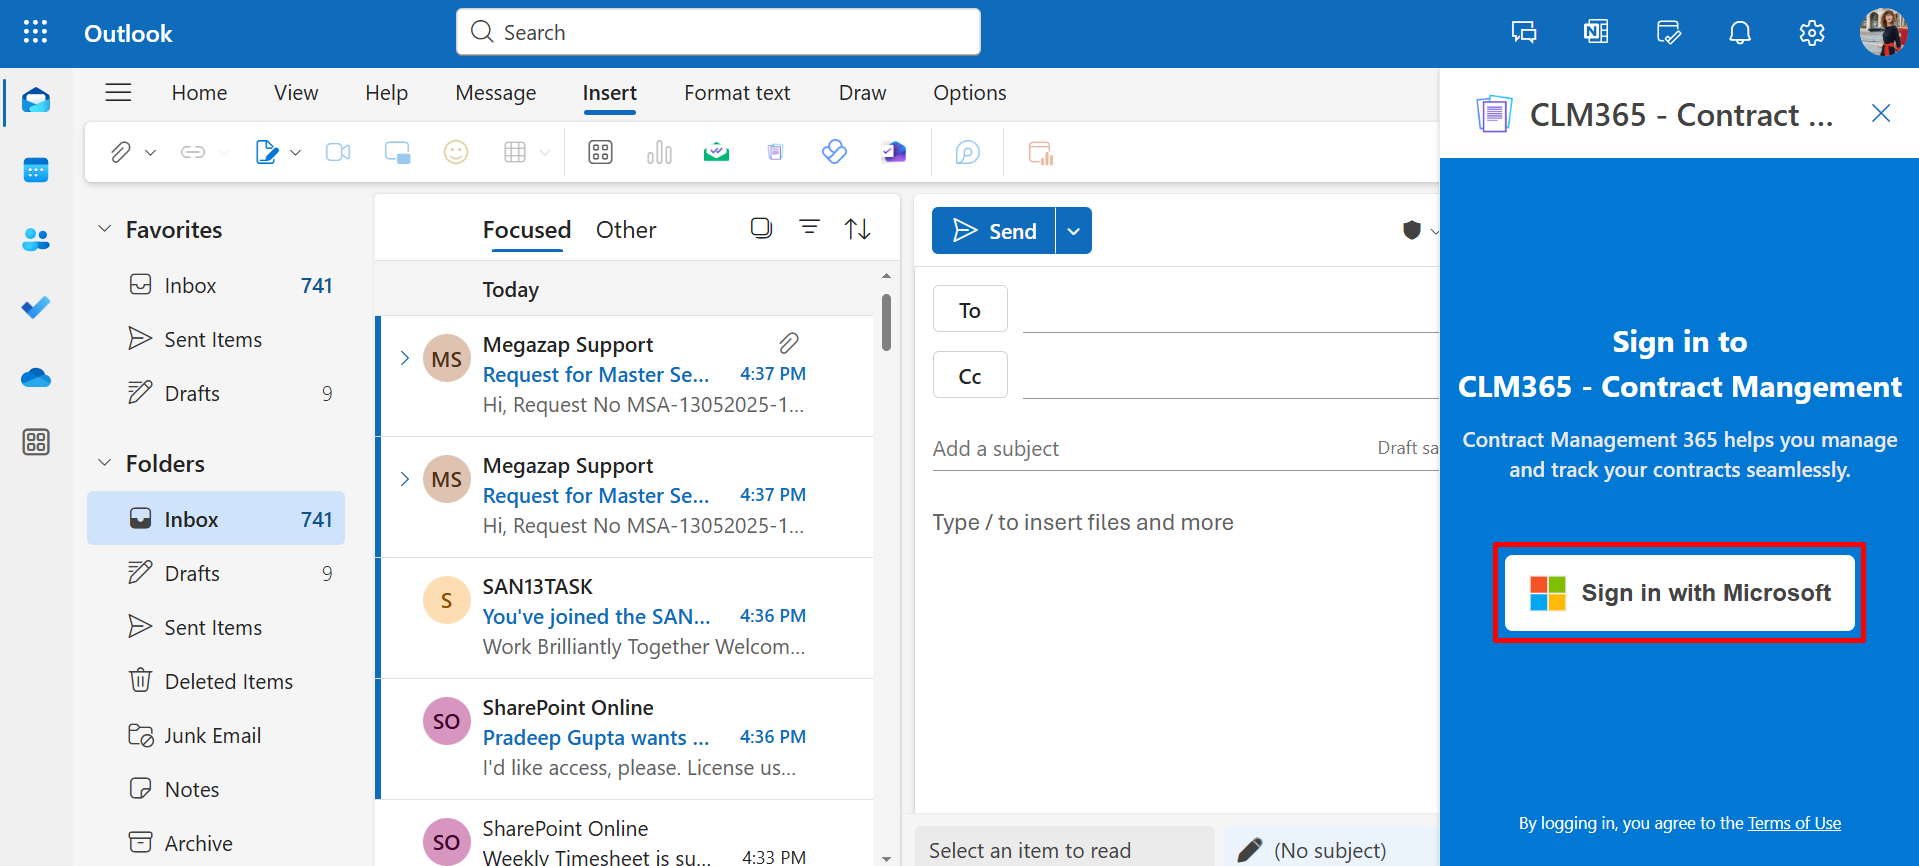 Outlook
Search
Home View Help Message Insert Format text Draw Options
Favorites
Inbox 741
Sent Items
Drafts 9
Folders
Inbox 741
Drafts 9
Sent Items
Deleted Items
Junk Email
Notes
Archive
Focused Other
Today
MS
Megazap Support
Request for Master Se... 4:37 PM
Hi, Request No MSA-13052025-1...
MS
Megazap Support
Request for Master Se... 4:37 PM
Hi, Request No MSA-13052025-1...
S
SAN13TASK
You've joined the SAN... 4:36 PM
Work Brilliantly Together Welcom...
SO
SharePoint Online
Pradeep Gupta wants ... 4:36 PM
I'd like access, please. License us...
SO
SharePoint Online
Weekly Timesheet is su... 4:33 PM
Send
To
Cc
Add a subject Draft sa
Type / to insert files and more
Select an item to read
(No subject)
CLM365 - Contract ...
Sign in to
CLM365 - Contract Mangement
Contract Management 365 helps you manage
and track your contracts seamlessly.
Sign in with Microsoft
By logging in, you agree to the Terms of Use